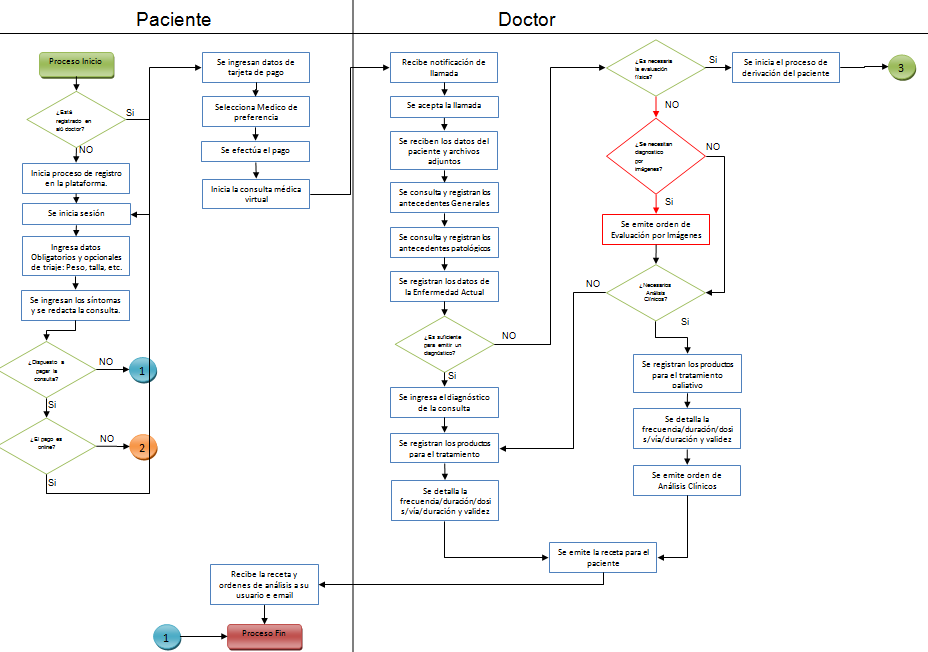 Paciente
Doctor
Proceso Inicio
¿Está
registrado en
alú doctor?
Si
NO
Inicia proceso de registro
en la plataforma.
Se inicia sesión
Ingresa datos
Obligatorios y opcionales
de triaje: Peso, talla, etc.
Se ingresan los síntomas
y se redacta la consulta.
¿Dispuesto a
pagar la
consulta?
NO
1
Si
¿El pago es
online?
NO
2
Si
Se ingresan datos de
tarjeta de pago
Selecciona Medico de
preferencia
Se efectúa el pago
Inicia la consulta médica
virtual
Recibe notificación de
llamada
Se acepta la llamada
Se reciben los datos del
paciente y archivos
adjuntos
Se consulta y registran los
antecedentes Generales
Se consulta y registran los
antecedentes patológicos
Se registran los datos de
la Enfermedad Actual
¿Es suficiente
para emitir un
diagnóstico?
NO
Si
Se ingresa el diagnóstico
de la consulta
Se registran los productos
para el tratamiento
Se detalla la
frecuencia/duración/dosi
s/vía/duración y validez
¿Es necesaria
la evaluación
física?
Si
Se inicia el proceso de
derivación del paciente
3
NO
¿Se necesitan
diagnostico
por
imágenes?
NO
Si
Se emite orden de
Evaluación por Imágenes
¿Necesarios
Análisis
Clínicos?
NO
Si
Se registran los productos
para el tratamiento
paliativo
Se detalla la
frecuencia/duración/dosi
s/vía/duración y validez
Se emite orden de
Análisis Clínicos
Se emite la receta para el
paciente
Recibe la receta y
ordenes de análisis a su
usuario e email
1
Proceso Fin